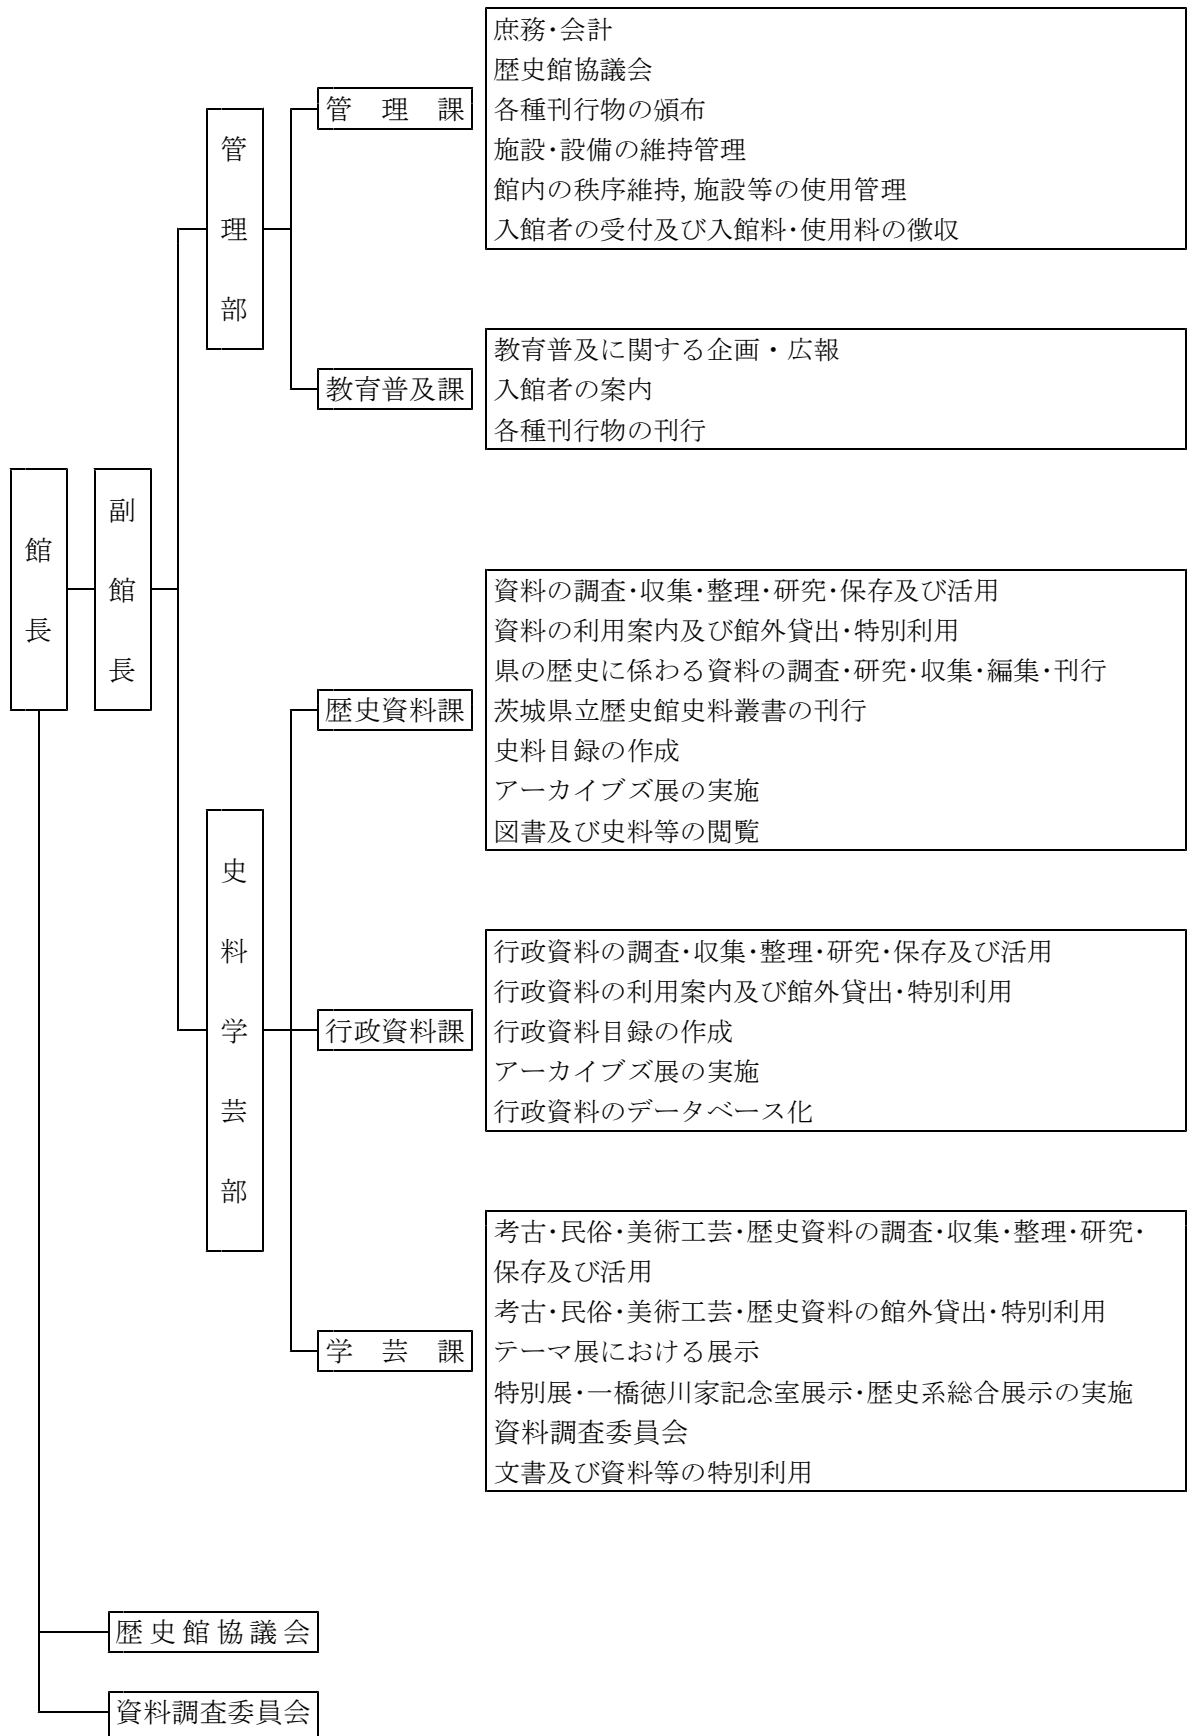 館長
副館長
管理部
管理課
庶務･会計
歴史館協議会
各種刊行物の頒布
施設･設備の維持管理
館内の秩序維持,施設等の使用管理
入館者の受付及び入館料･使用料の徴収
教育普及課
教育普及に関する企画・広報
入館者の案内
各種刊行物の刊行
史料学芸部
歴史資料課
資料の調査･収集･整理･研究･保存及び活用
資料の利用案内及び館外貸出･特別利用
県の歴史に係わる資料の調査･研究･収集･編集･刊行
茨城県立歴史館史料叢書の刊行
史料目録の作成
アーカイブズ展の実施
図書及び史料等の閲覧
行政資料課
行政資料の調査･収集･整理･研究･保存及び活用
行政資料の利用案内及び館外貸出･特別利用
行政資料目録の作成
アーカイブズ展の実施
行政資料のデータベース化
学芸課
考古･民俗･美術工芸･歴史資料の調査･収集･整理･研究･
保存及び活用
考古･民俗･美術工芸･歴史資料の館外貸出･特別利用
テーマ展における展示
特別展･一橋徳川家記念室展示･歴史系総合展示の実施
資料調査委員会
文書及び資料等の特別利用
歴史館協議会
資料調査委員会